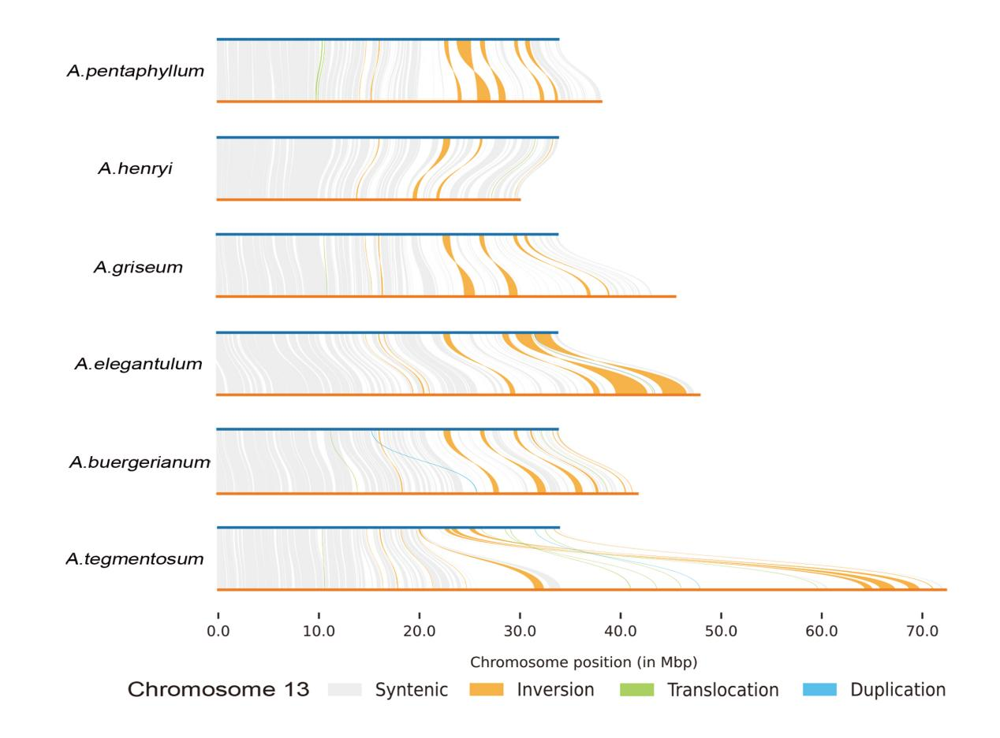 A.pentaphyllum
A.henryi
A.griseum
A.elegantulum
A.buergerianum
A.tegmentosum
0.0 10.0 20.0 30.0 40.0 50.0 60.0 70.0
Chromosome position (in Mbp)
Chromosome 13 Syntenic Inversion Translocation Duplication